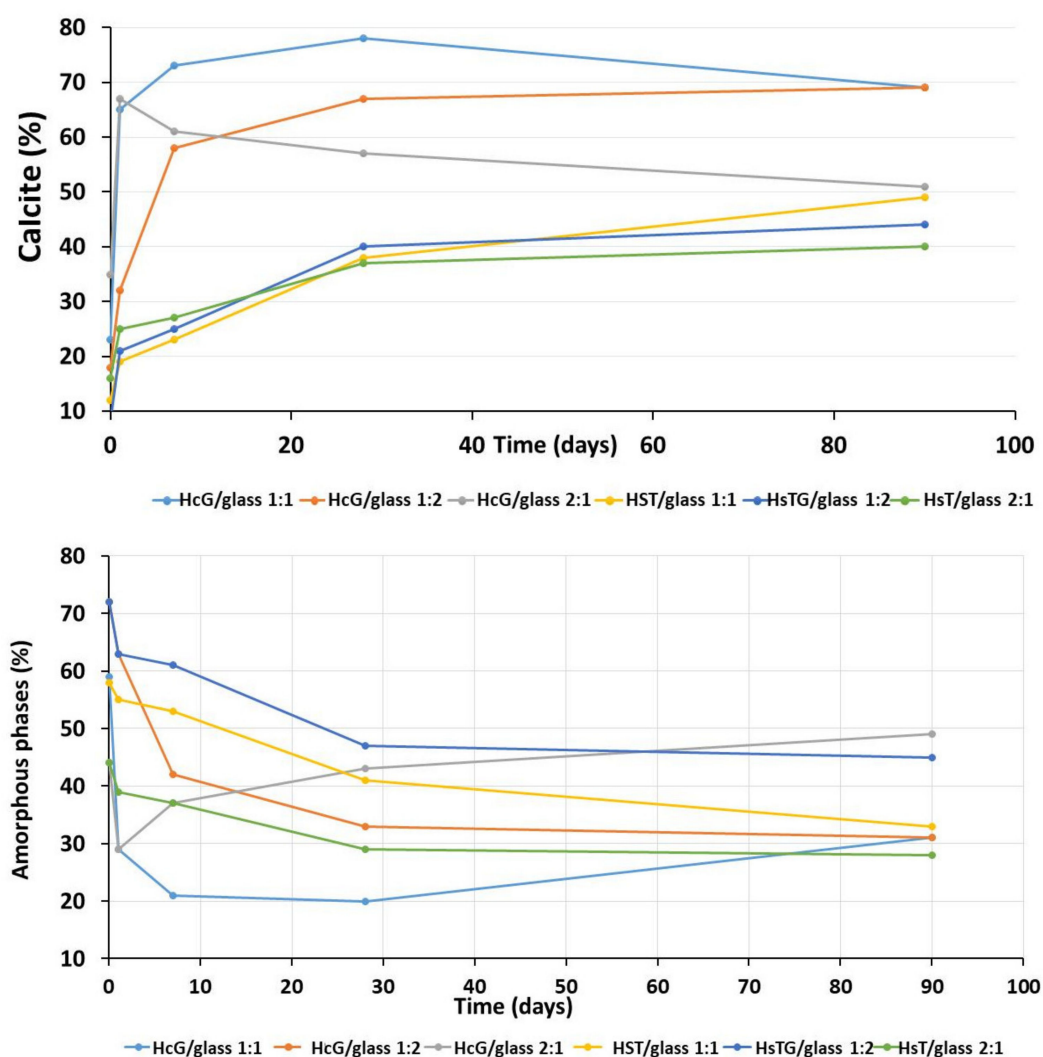 80
70
60
50
40
30
20
10
Calcite (%)
0 20 40 Time (days) 60 80 100
HcG/glass 1:1 HcG/glass 1:2 HcG/glass 2:1 HST/glass 1:1 HsTG/glass 1:2 HsT/glass 2:1
80
70
60
50
40
30
20
10
Amorphous phases (%)
0 10 20 30 40 50 60 70 80 90 100
Time (days)
HcG/glass 1:1 HcG/glass 1:2 HcG/glass 2:1 HST/glass 1:1 HsTG/glass 1:2 HsT/glass 2:1